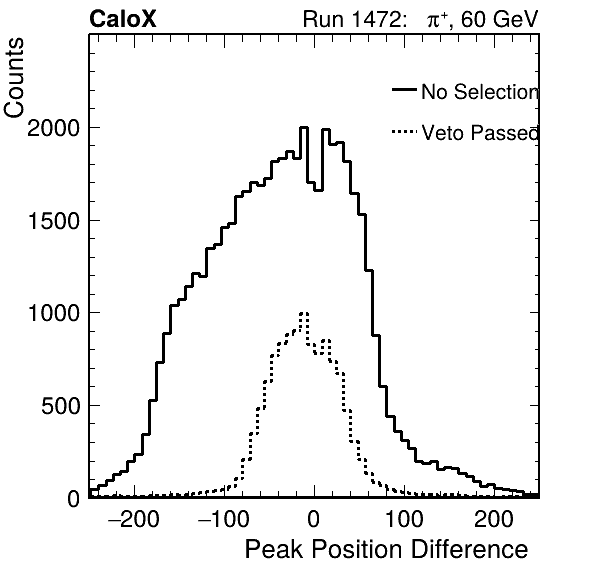 CaloX Run 1472: π⁺, 60 GeV
Counts
No Selection
Veto Passed
2000
1500
1000
500
0
−200 −100 0 100 200
Peak Position Difference